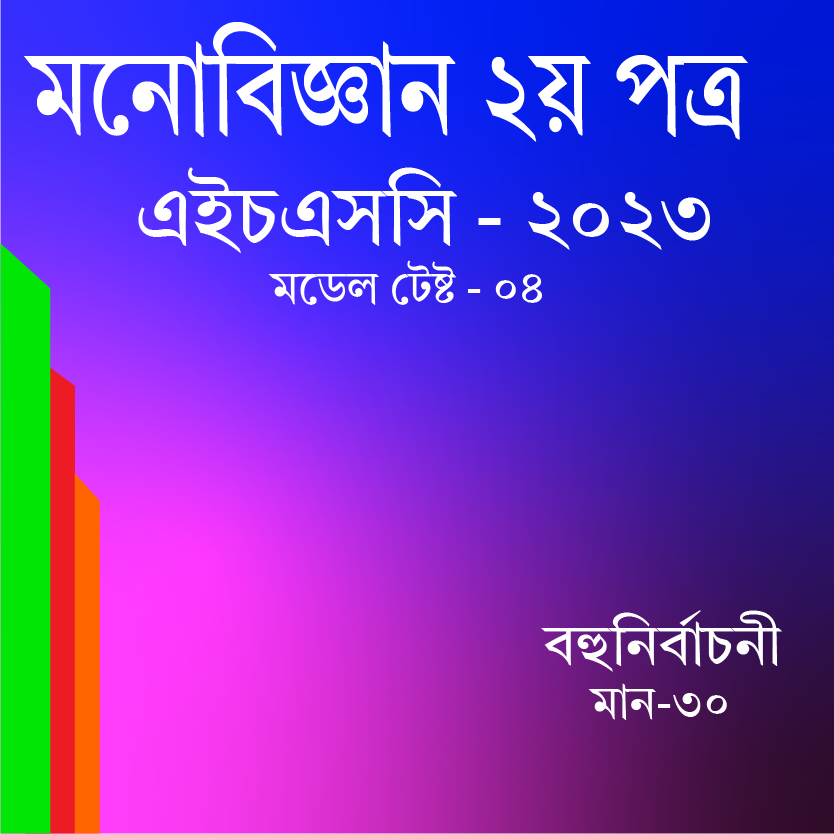 মনোবিজ্ঞান ২য় পত্র
এইচএসসি - ২০২৩
মডেল টেষ্ট - ০৪
বহুনির্বাচনী
মান-৩০